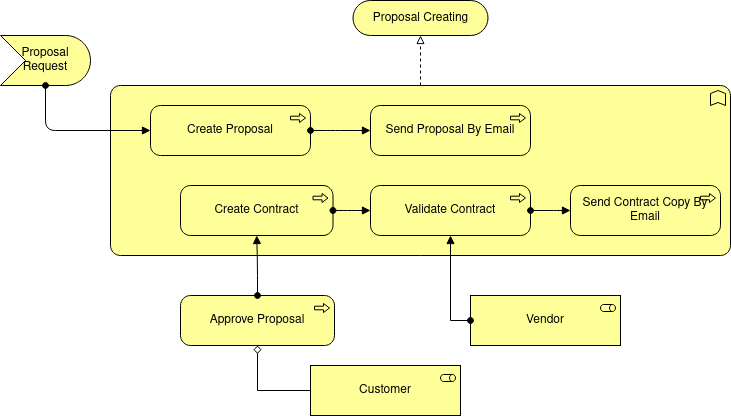 Proposal Creating
Proposal
Request
Create Proposal
Send Proposal By Email
Create Contract
Validate Contract
Send Contract Copy By
Email
Approve Proposal
Vendor
Customer